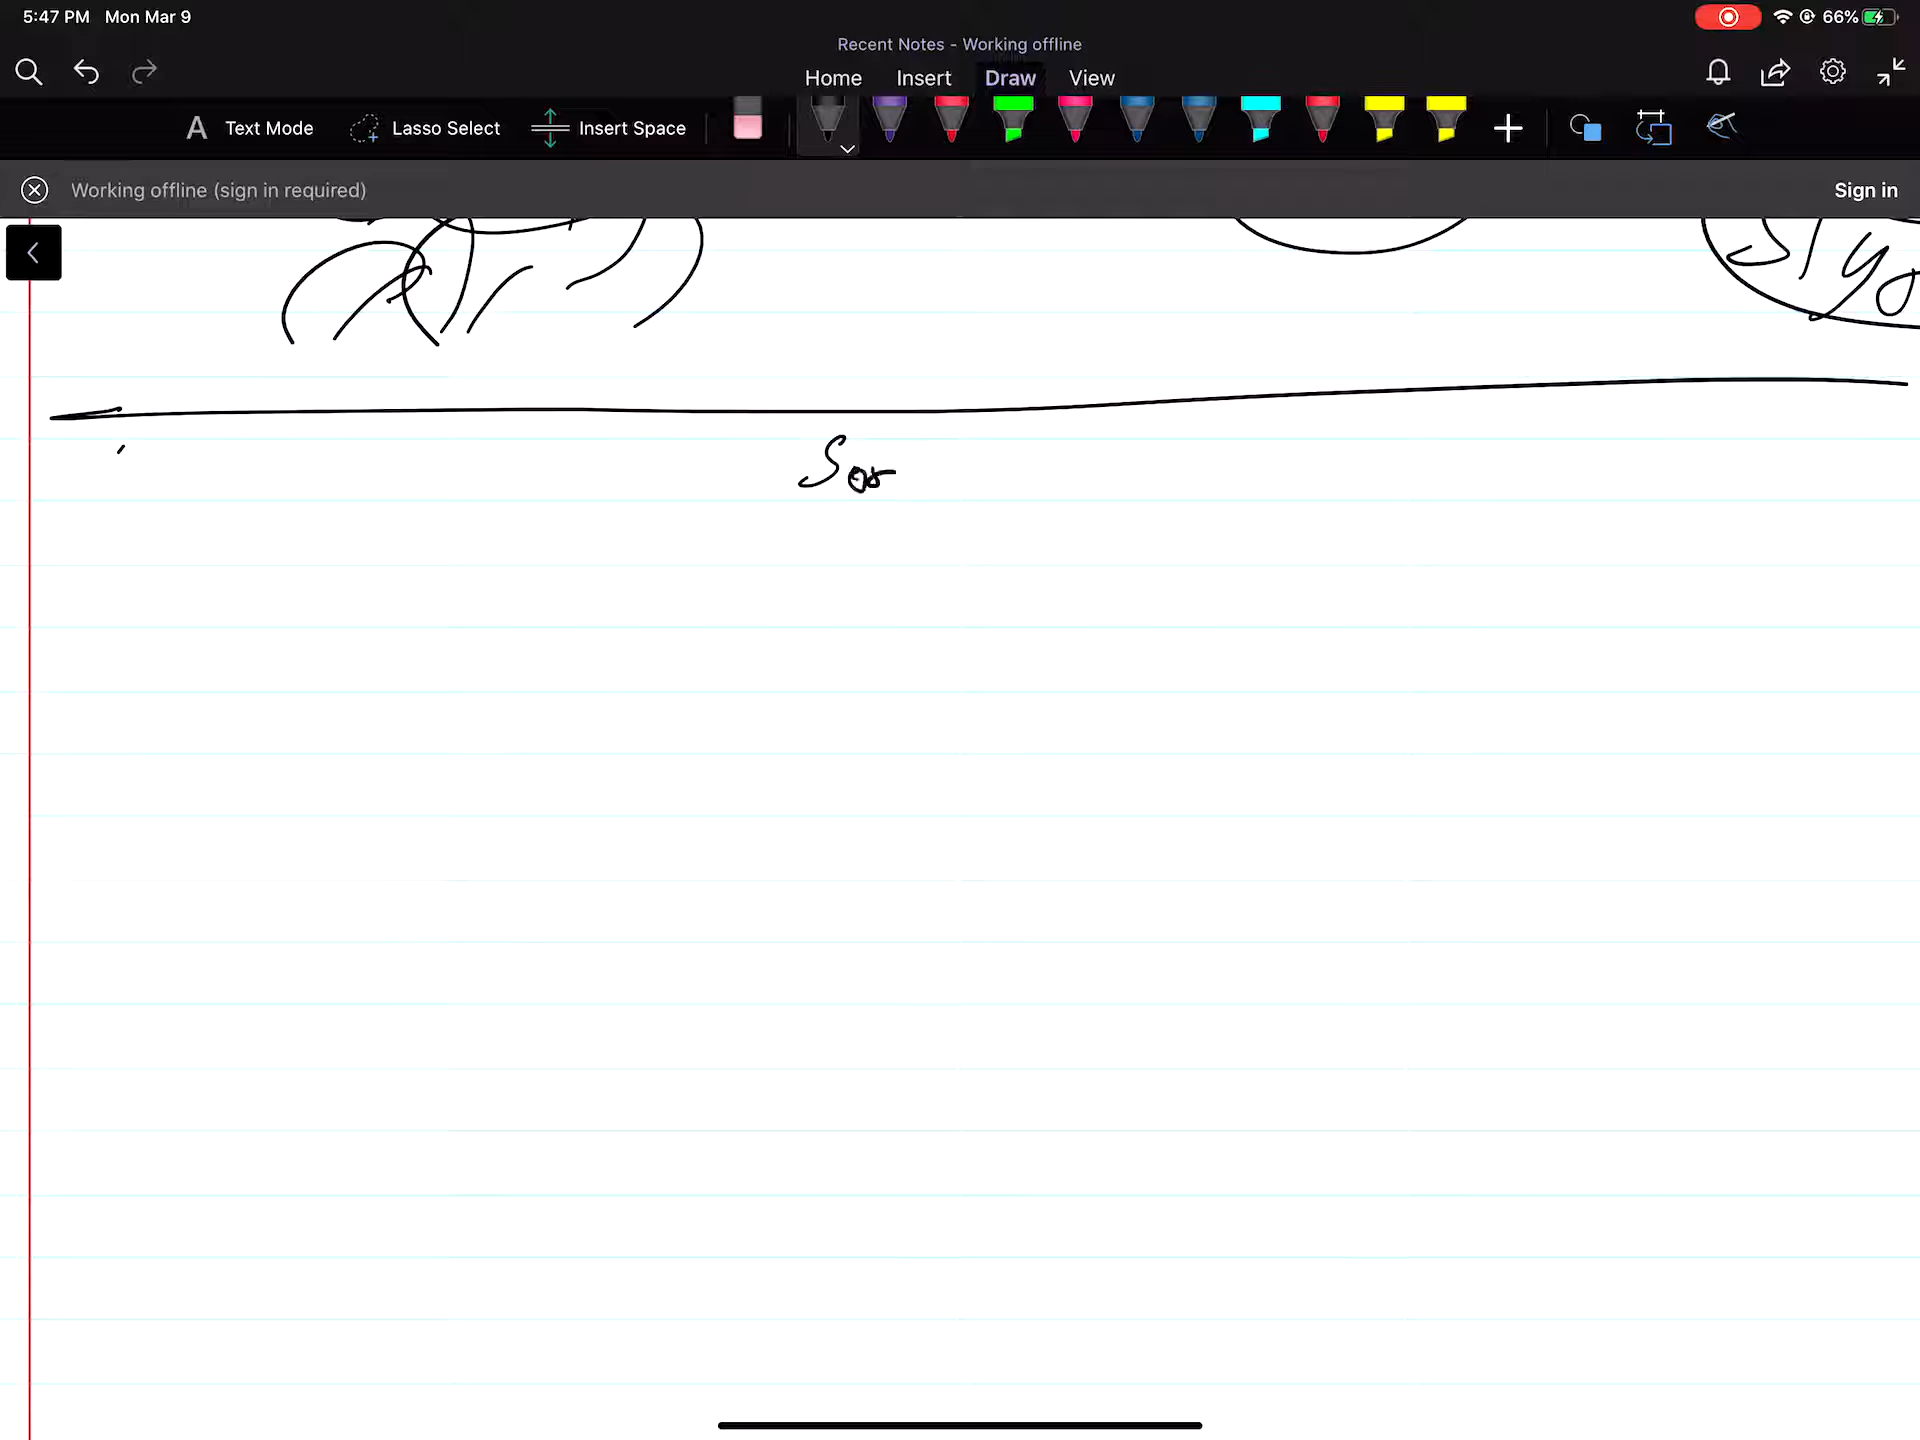 5:47 PM Mon Mar 9
66%
Recent Notes - Working offline
Home Insert Draw View
A Text Mode Lasso Select Insert Space
Working offline (sign in required) Sign in